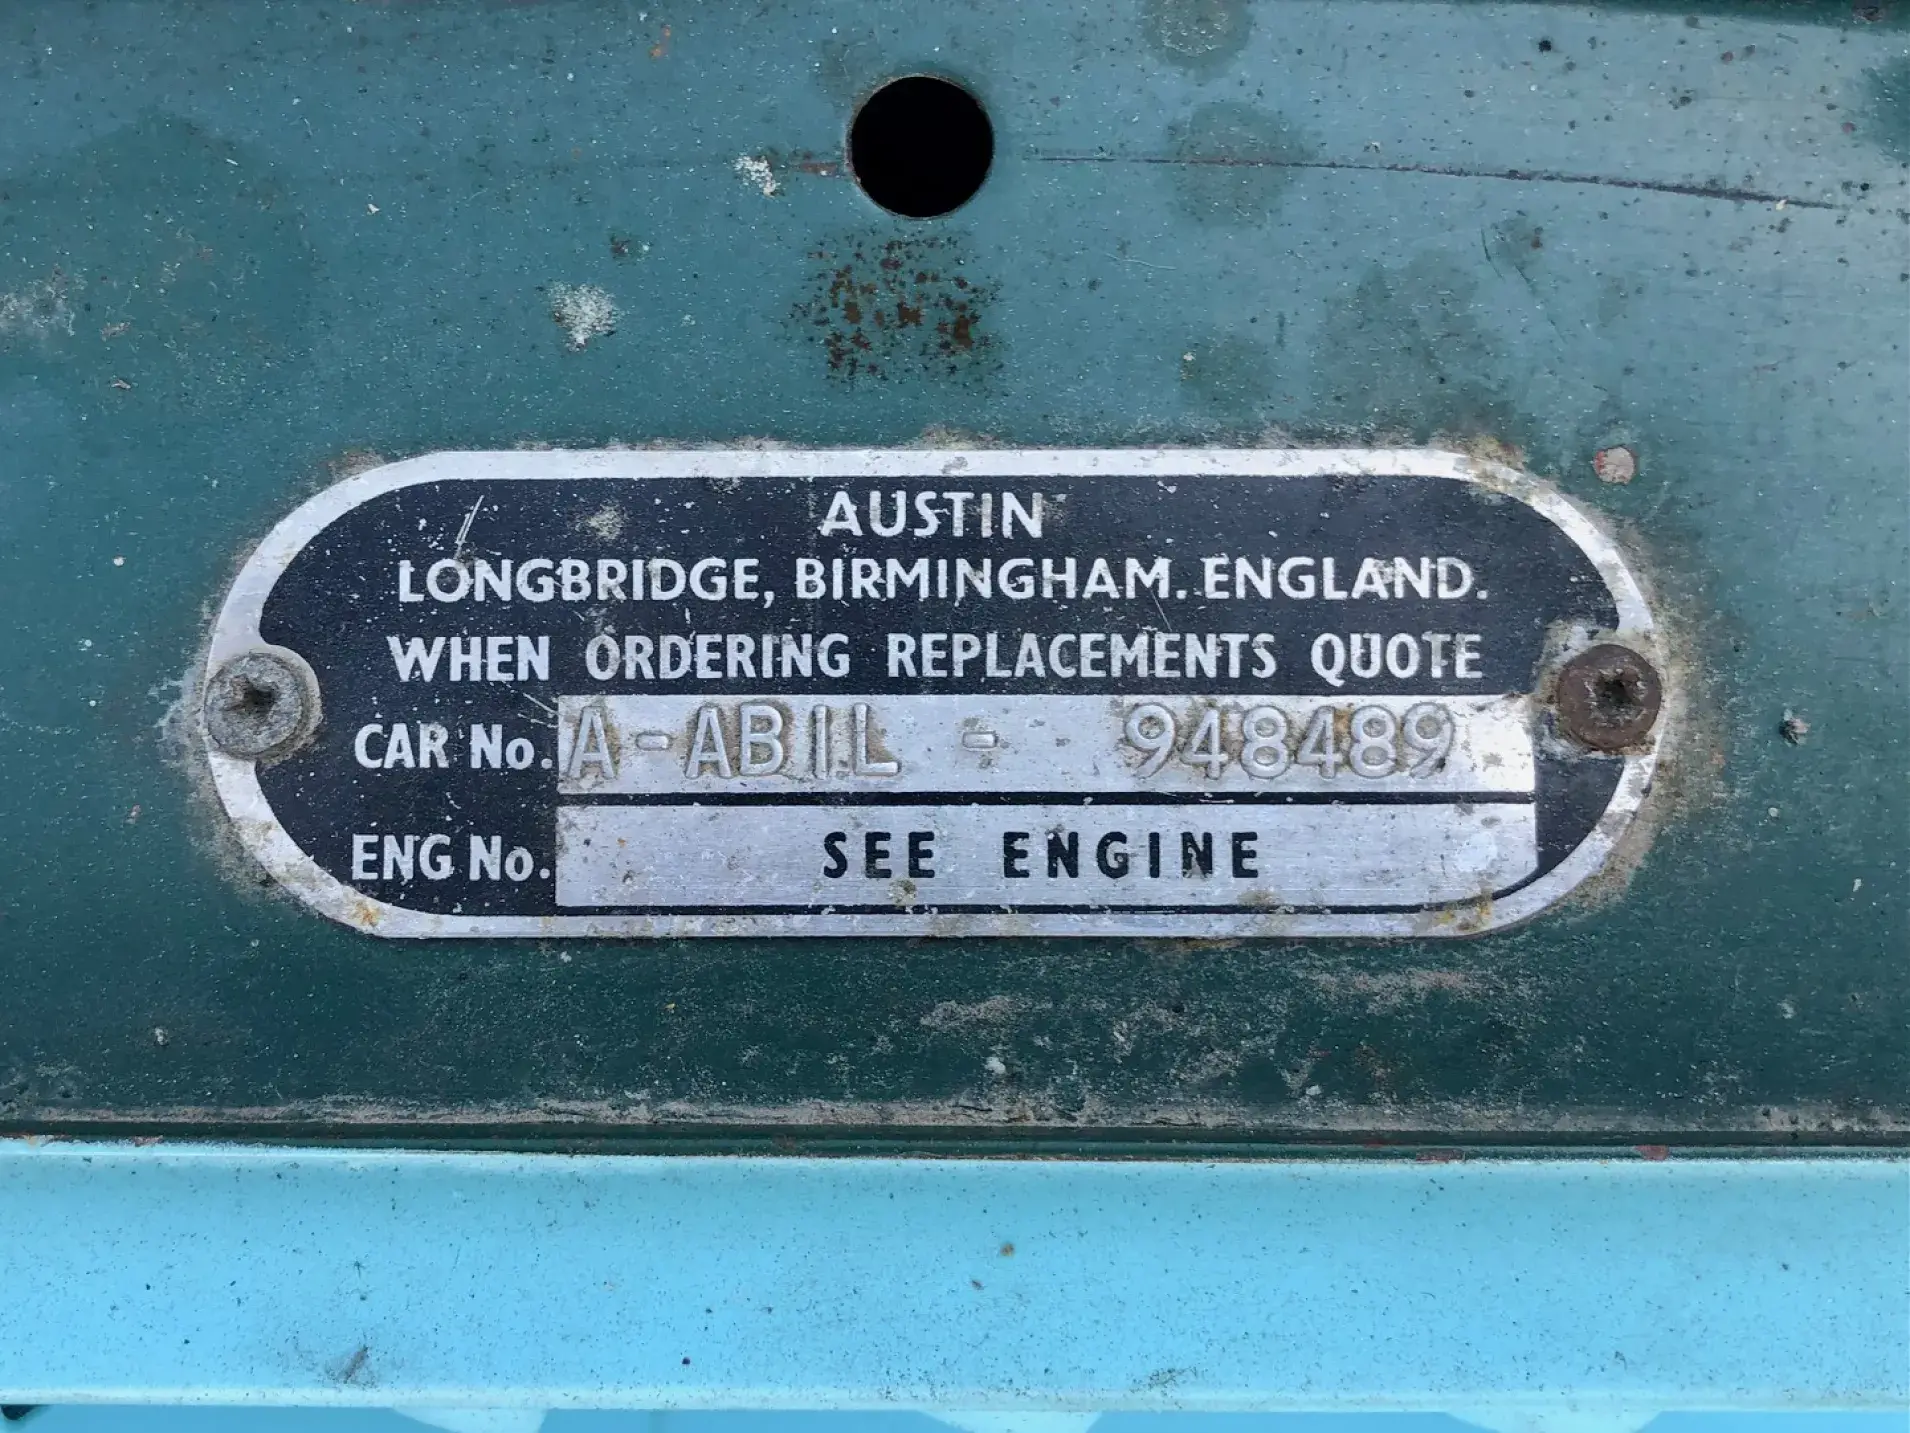 AUSTIN
LONGBRIDGE, BIRMINGHAM. ENGLAND.
WHEN ORDERING REPLACEMENTS QUOTE
CAR No. A-AB1L - 948489
ENG No. SEE ENGINE